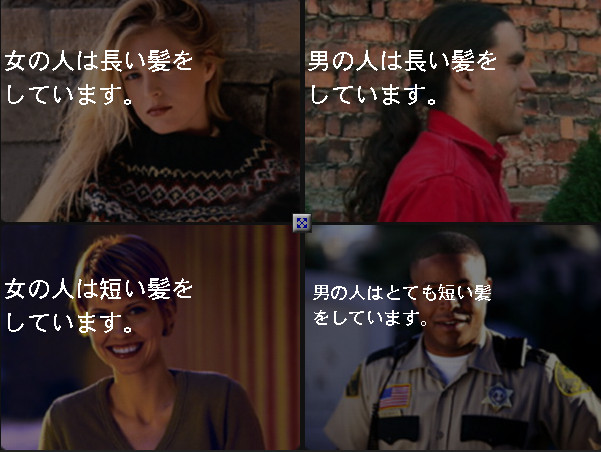 女の人は長い髪を
しています。
男の人は長い髪を
しています。
女の人は短い髪を
しています。
男の人はとても短い髪
をしています。